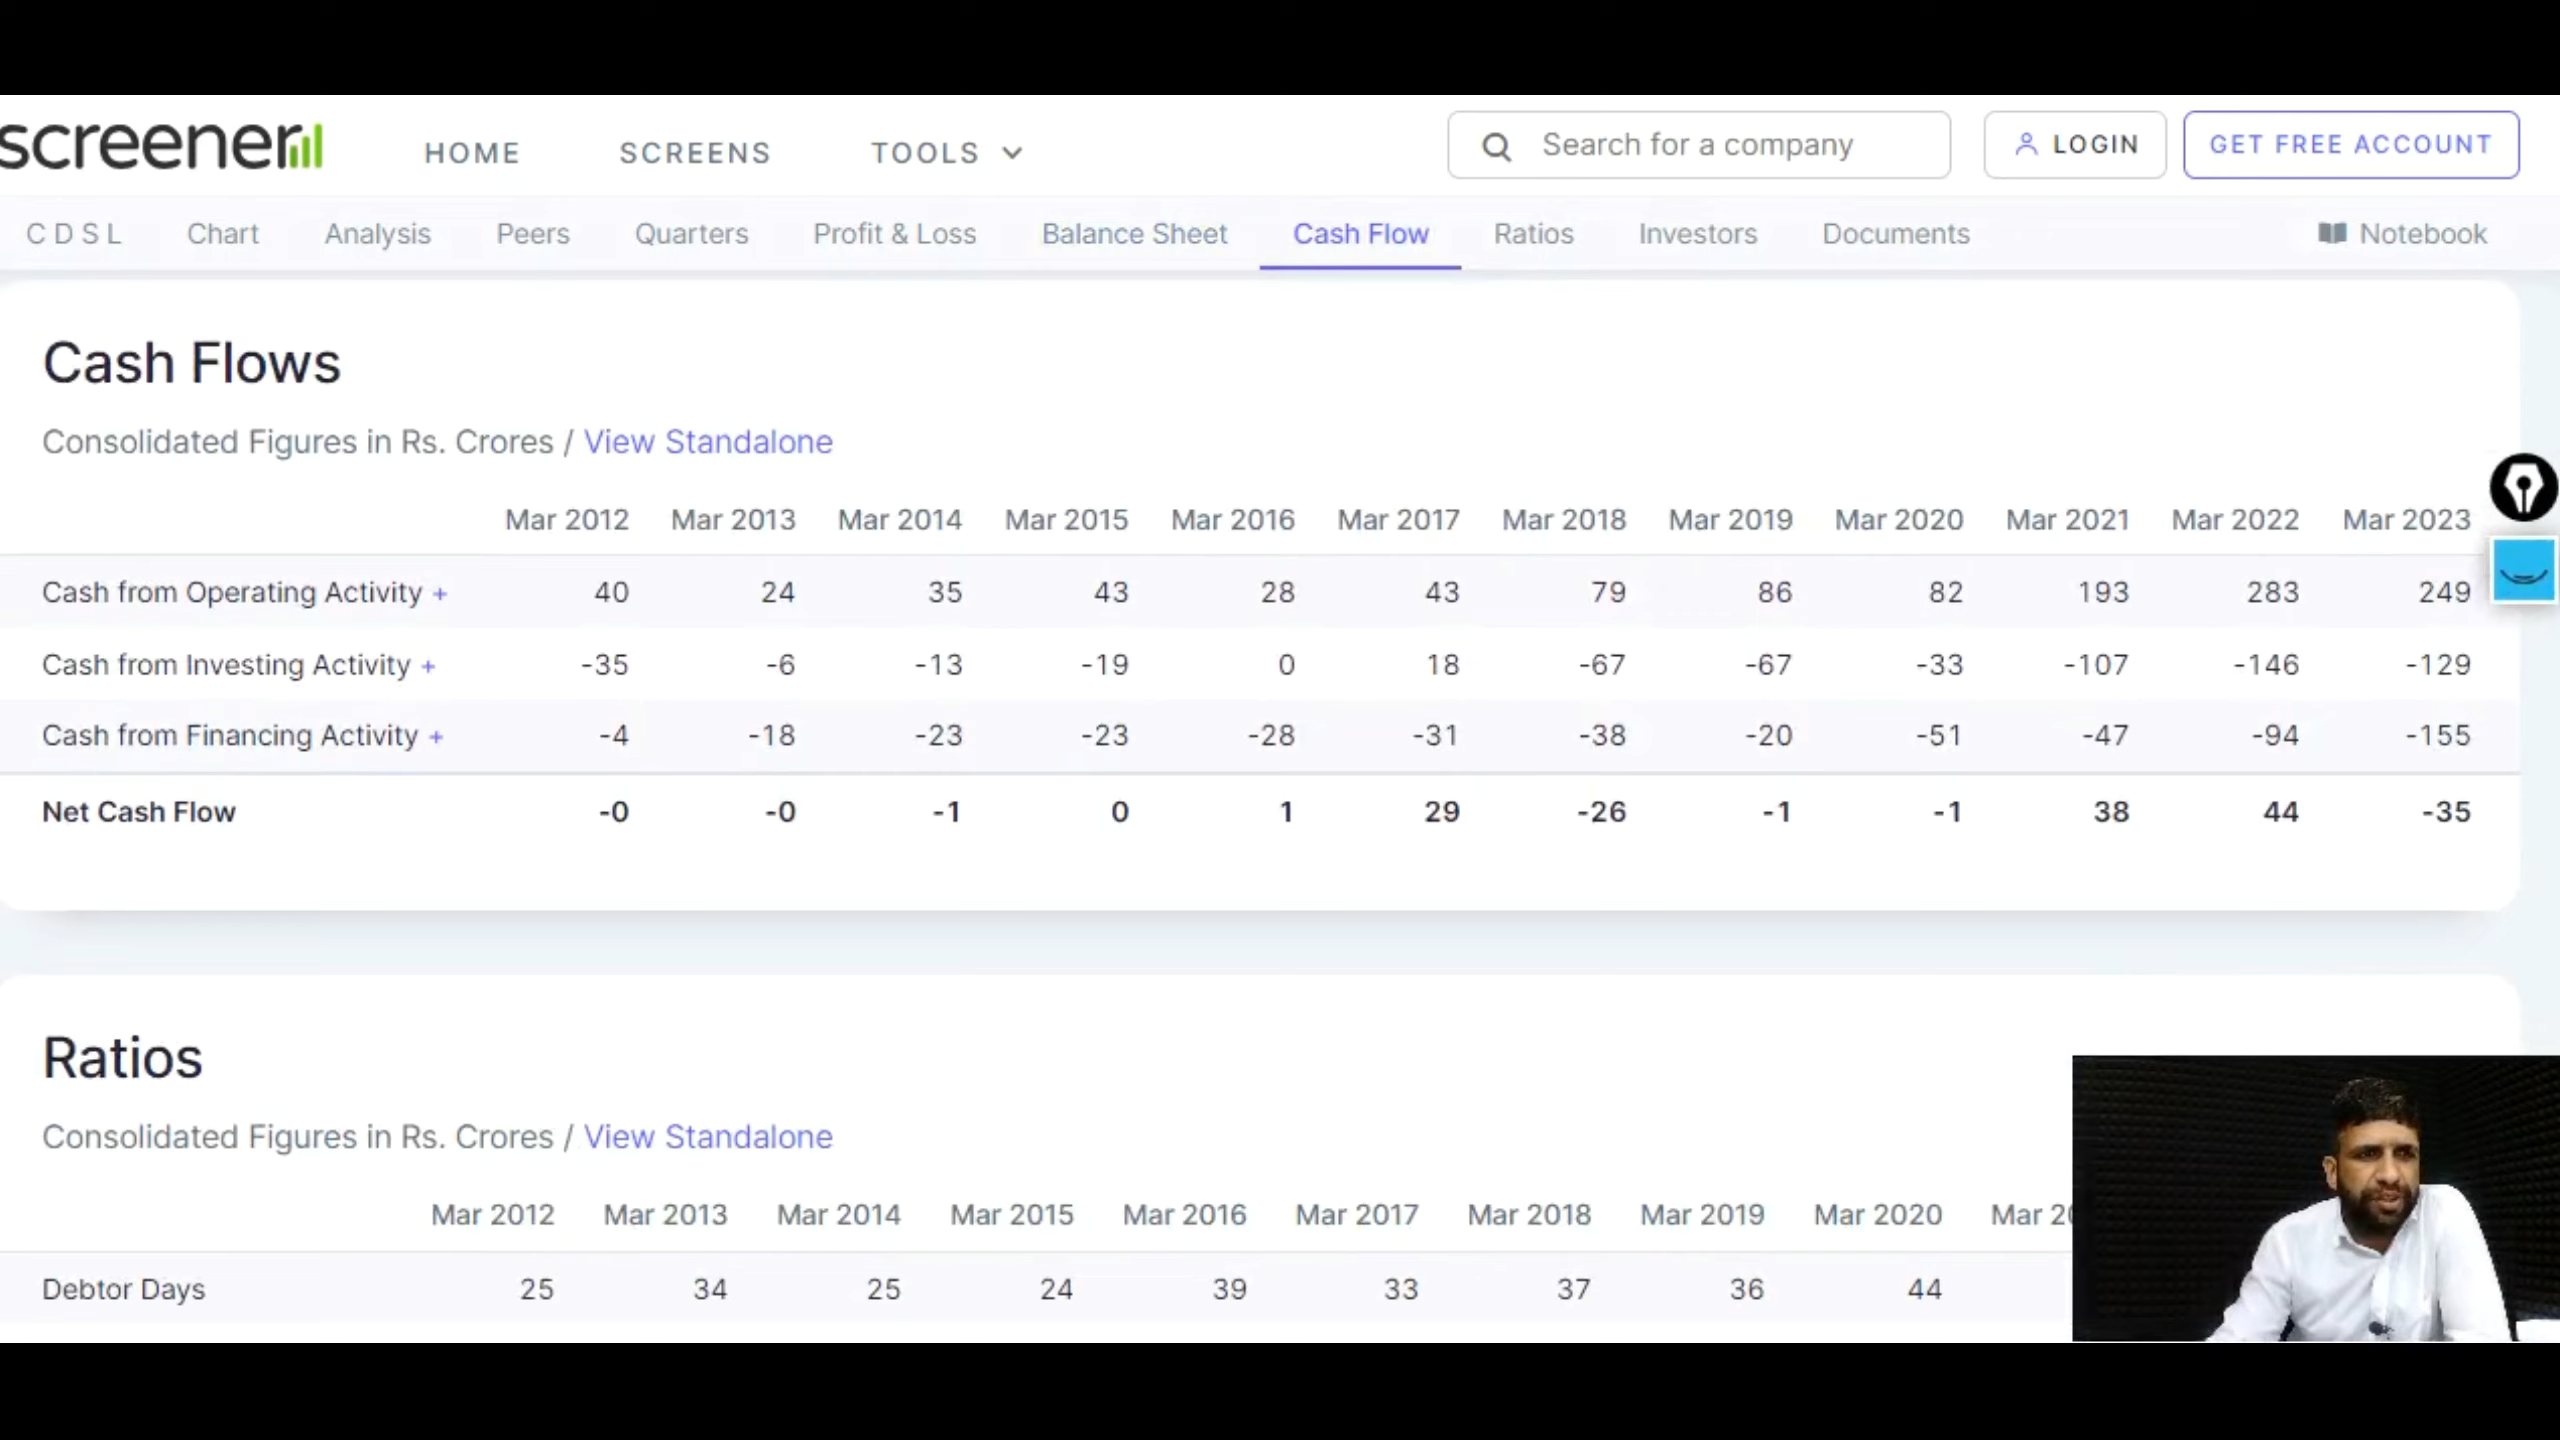 screener HOME SCREENS TOOLS Search for a company LOGIN GET FREE ACCOUNT
C D S L Chart Analysis Peers Quarters Profit & Loss Balance Sheet Cash Flow Ratios Investors Documents Notebook
Cash Flows
Consolidated Figures in Rs. Crores / View Standalone
Mar 2012 Mar 2013 Mar 2014 Mar 2015 Mar 2016 Mar 2017 Mar 2018 Mar 2019 Mar 2020 Mar 2021 Mar 2022 Mar 2023
Cash from Operating Activity + 40 24 35 43 28 43 79 86 82 193 283 249
Cash from Investing Activity + -35 -6 -13 -19 0 18 -67 -67 -33 -107 -146 -129
Cash from Financing Activity + -4 -18 -23 -23 -28 -31 -38 -20 -51 -47 -94 -155
Net Cash Flow -0 -0 -1 0 1 29 -26 -1 -1 38 44 -35
Ratios
Consolidated Figures in Rs. Crores / View Standalone
Mar 2012 Mar 2013 Mar 2014 Mar 2015 Mar 2016 Mar 2017 Mar 2018 Mar 2019 Mar 2020 Mar
Debtor Days 25 34 25 24 39 33 37 36 44